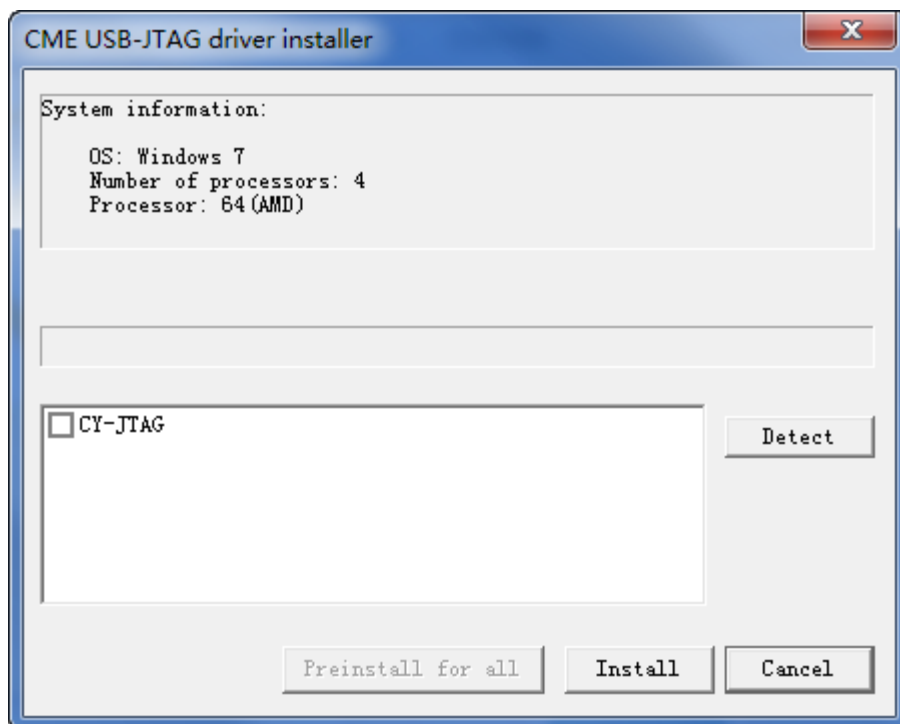 CME USB-JTAG driver installer
System information:
OS: Windows 7
Number of processors: 4
Processor: 64(AMD)
CY-JTAG
Detect
Preinstall for all
Install
Cancel